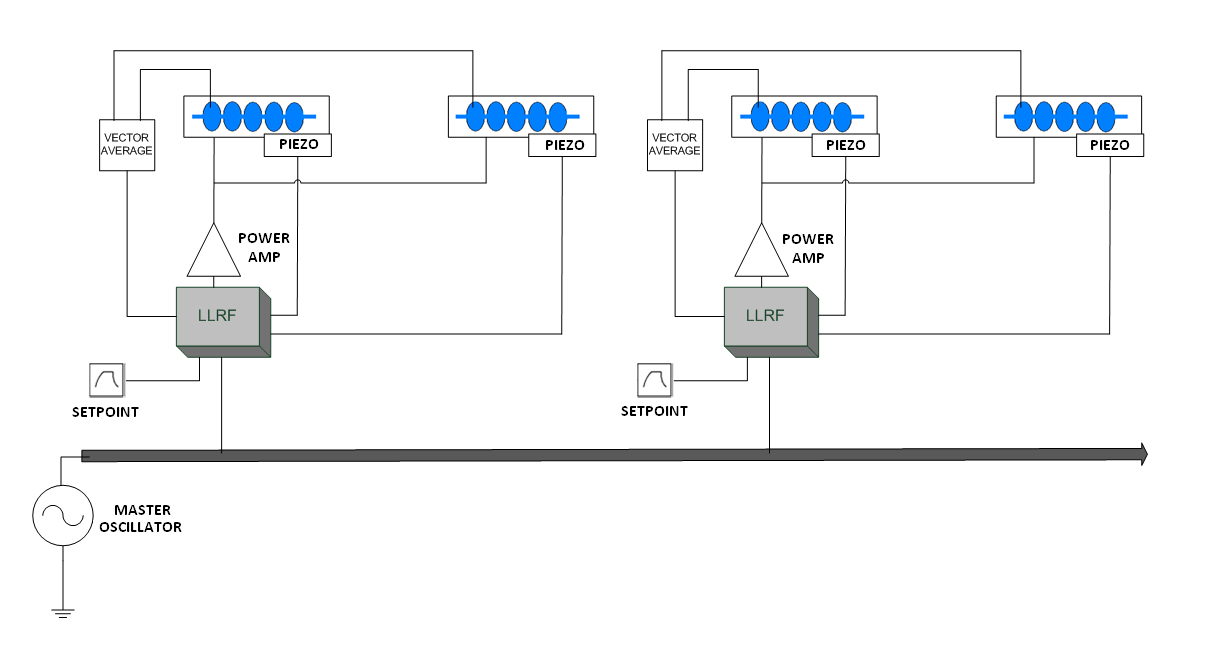 VECTOR
AVERAGE
PIEZO
PIEZO
VECTOR
AVERAGE
PIEZO
PIEZO
POWER
AMP
POWER
AMP
LLRF
LLRF
SETPOINT
SETPOINT
MASTER
OSCILLATOR